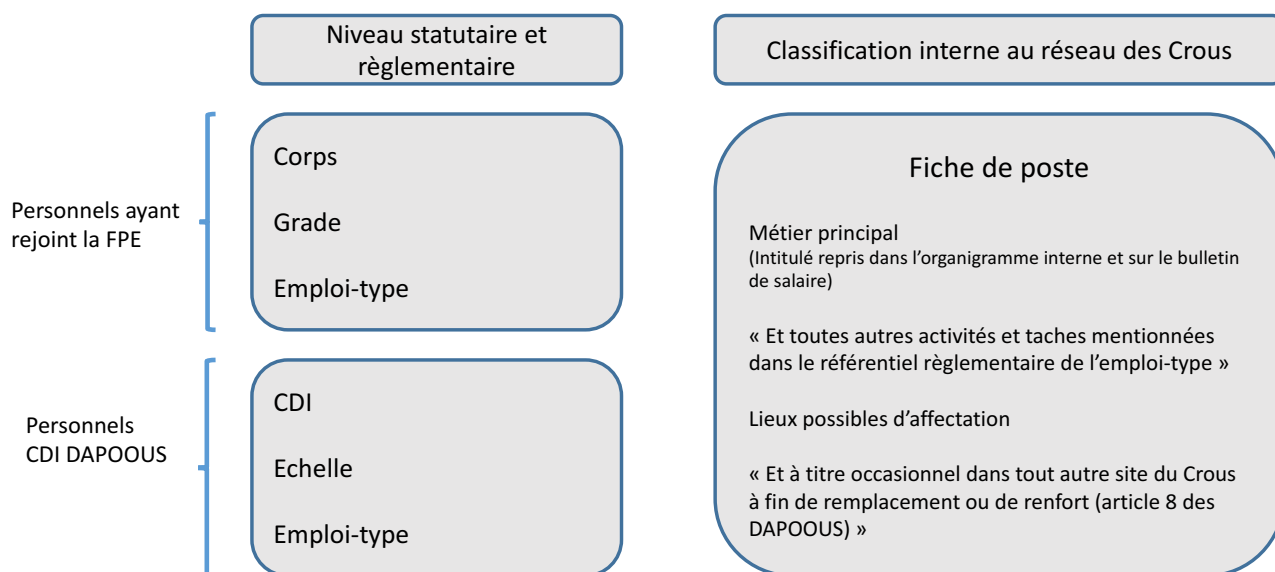 Niveau statutaire et
règlementaire
Classification interne au réseau des Crous
Personnels ayant
rejoint la FPE
Corps
Grade
Emploi-type
Personnels
CDI DAPOOUS
CDI
Echelle
Emploi-type
Fiche de poste
Métier principal
(Intitulé repris dans l'organigramme interne et sur le bulletin
de salaire)
« Et toutes autres activités et taches mentionnées
dans le référentiel règlementaire de l'emploi-type »
Lieux possibles d'affectation
« Et à titre occasionnel dans tout autre site du Crous
à fin de remplacement ou de renfort (article 8 des
DAPOOUS) »